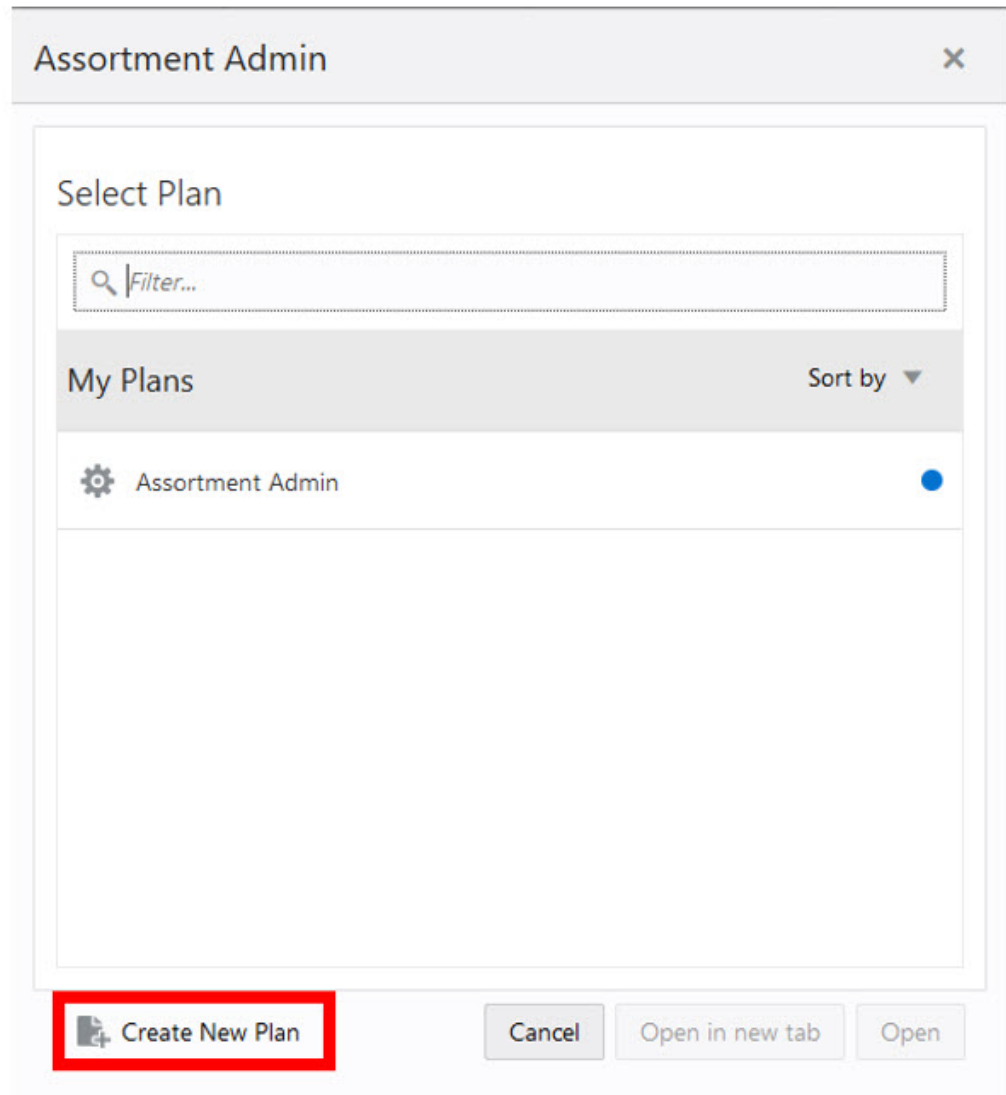 Assortment Admin
Select Plan
Filter...
My Plans Sort by
Assortment Admin
Create New Plan Cancel Open in new tab Open